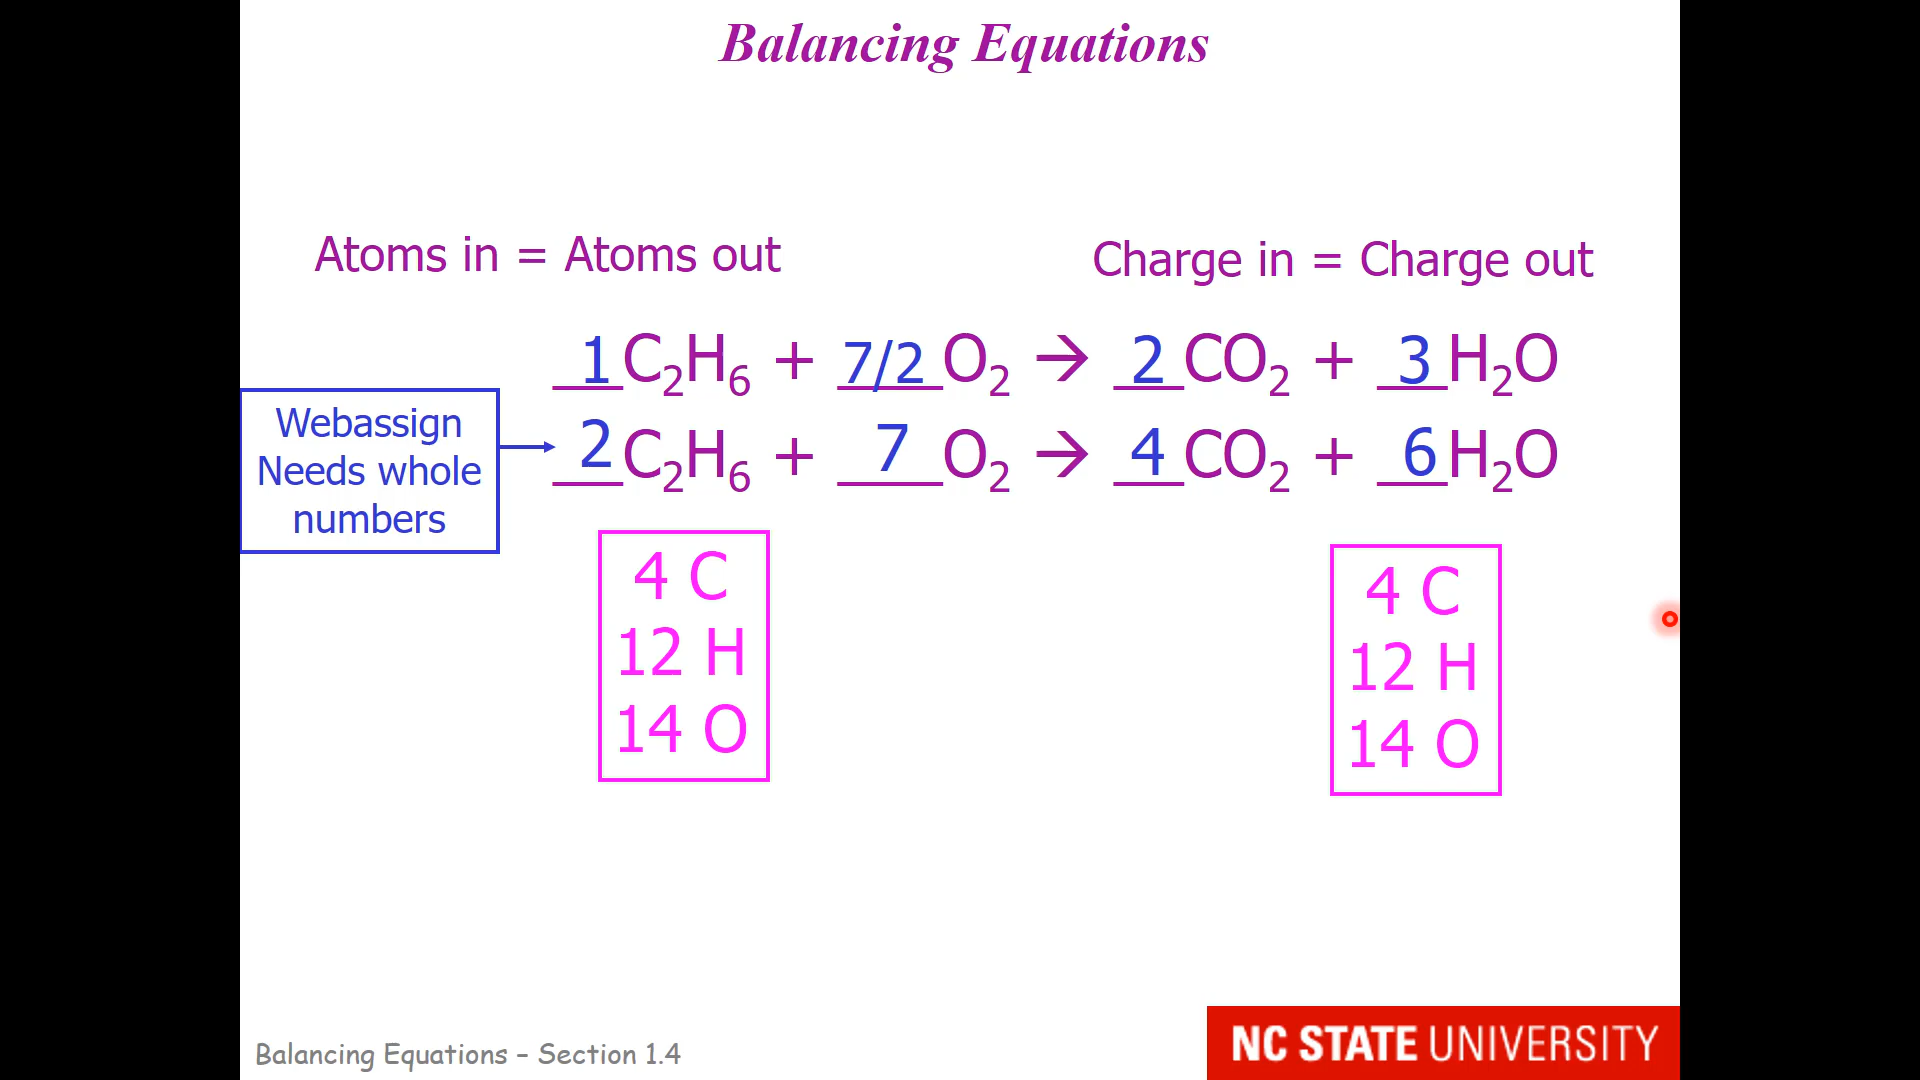 Balancing Equations
Atoms in = Atoms out
Charge in = Charge out
1 C₂H₆ + 7/2 O₂ → 2 CO₂ + 3 H₂O
Webassign
Needs whole
numbers
2 C₂H₆ + 7 O₂ → 4 CO₂ + 6 H₂O
4 C
12 H
14 O
4 C
12 H
14 O
Balancing Equations – Section 1.4
NC STATE UNIVERSITY